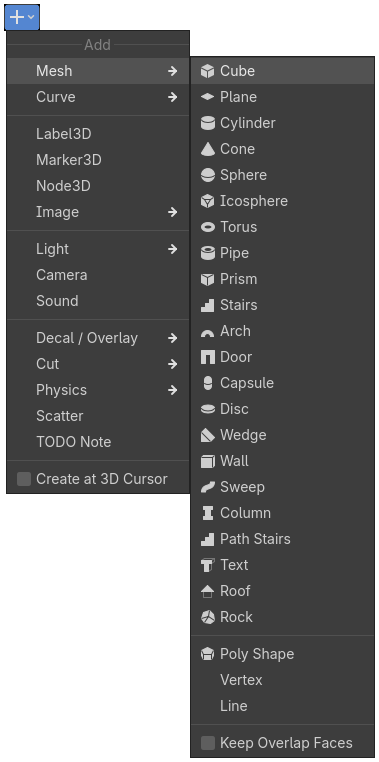 Add
Mesh
Curve
Label3D
Marker3D
Node3D
Image
Light
Camera
Sound
Decal / Overlay
Cut
Physics
Scatter
TODO Note
Create at 3D Cursor
Cube
Plane
Cylinder
Cone
Sphere
Icosphere
Torus
Pipe
Prism
Stairs
Arch
Door
Capsule
Disc
Wedge
Wall
Sweep
Column
Path Stairs
Text
Roof
Rock
Poly Shape
Vertex
Line
Keep Overlap Faces